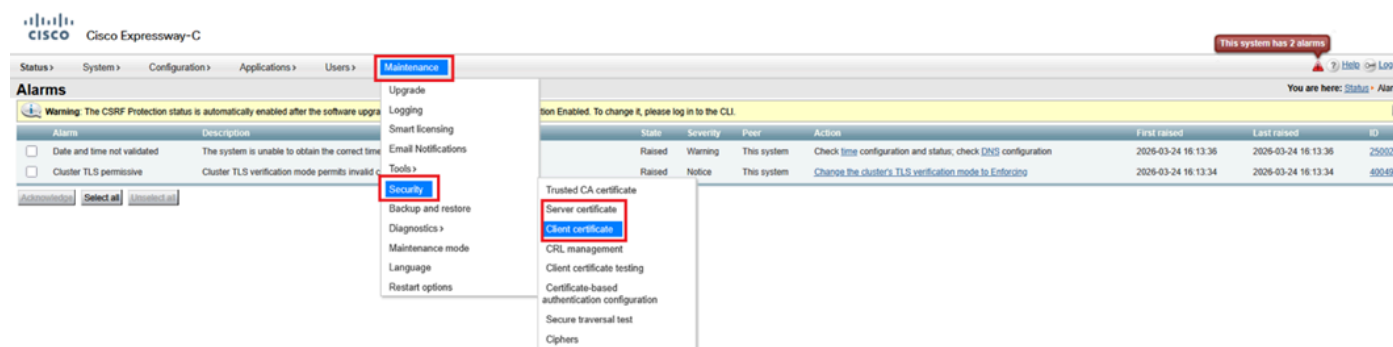 CISCO Cisco Expressway-C
This system has 2 alarms
Status > System > Configuration > Applications > Users > Maintenance
Help
Alarms
You are here: Status
Warning: The CSRF Protection status is automatically enabled after the software
tion Enabled. To change it, please log in to the CLI.
Alarm Description State Severity Peer Action First raised Last raised ID
Date and time not validated The system is unable to obtain the correct time Raised Warning This system Check time configuration and status; check DNS configuration 2026-03-24 16:13:36 2026-03-24 16:13:36
Cluster TLS permissive Cluster TLS verification mode permits invalid Raised Notice This system Change the cluster's TLS verification mode to Enforcing 2026-03-24 16:13:34 2026-03-24 16:13:34
Acknowledge Select all Unselect all
Upgrade
Logging
Smart licensing
Email Notifications
Tools >
Security
Backup and restore
Diagnostics >
Maintenance mode
Language
Restart options
Trusted CA certificate
Server certificate
Client certificate
CRL management
Client certificate testing
Certificate-based
authentication configuration
Secure traversal test
Ciphers